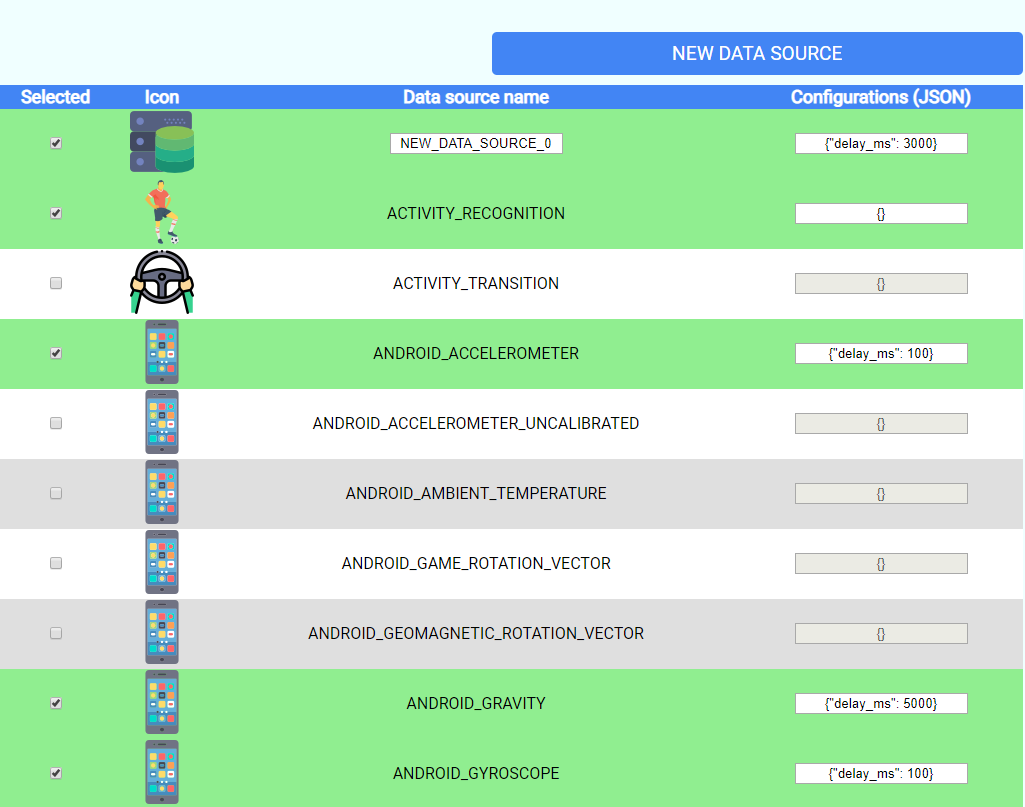 NEW DATA SOURCE
Selected Icon Data source name Configurations (JSON)
NEW_DATA_SOURCE_0 {"delay_ms": 3000}
ACTIVITY_RECOGNITION {}
ACTIVITY_TRANSITION {}
ANDROID_ACCELEROMETER {"delay_ms": 100}
ANDROID_ACCELEROMETER_UNCALIBRATED {}
ANDROID_AMBIENT_TEMPERATURE {}
ANDROID_GAME_ROTATION_VECTOR {}
ANDROID_GEOMAGNETIC_ROTATION_VECTOR {}
ANDROID_GRAVITY {"delay_ms": 5000}
ANDROID_GYROSCOPE {"delay_ms": 100}